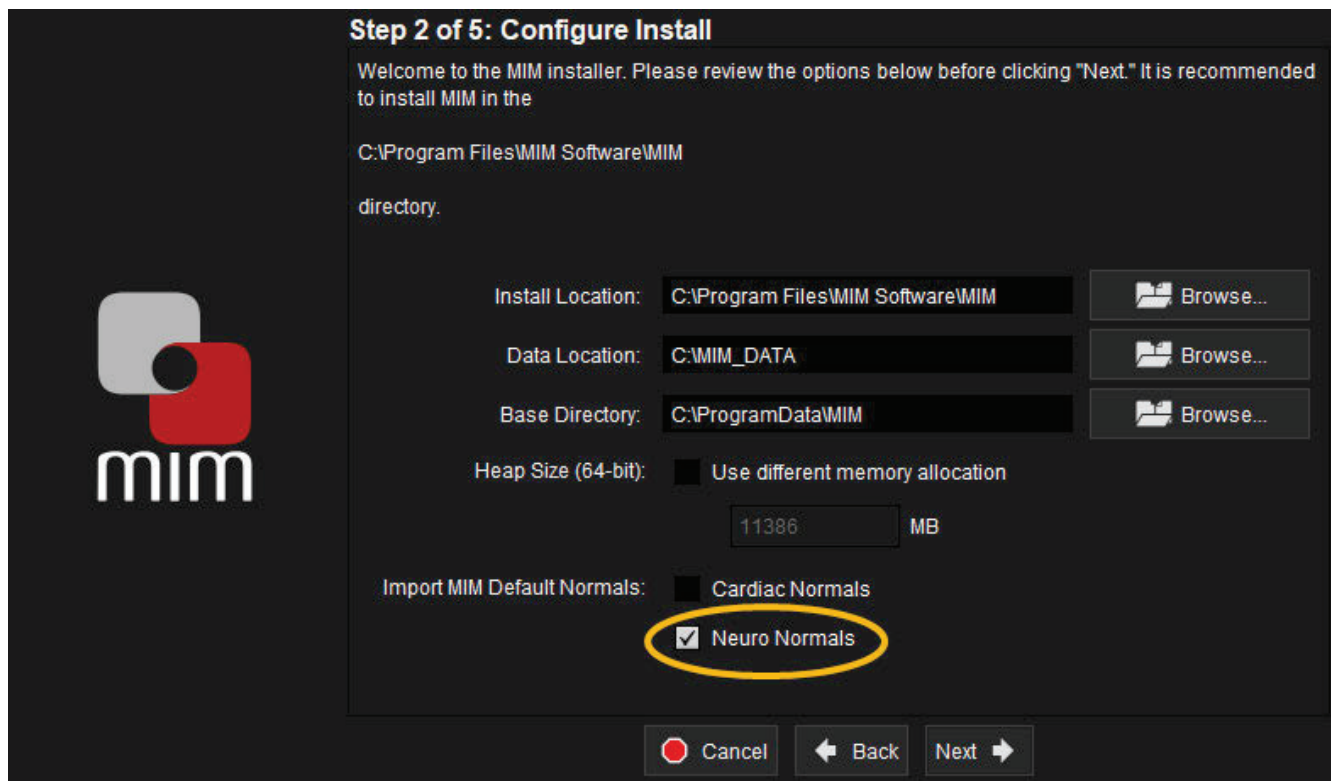 Step 2 of 5: Configure Install
Welcome to the MIM installer. Please review the options below before clicking "Next." It is recommended
to install MIM in the
C:\Program Files\MIM Software\MIM
directory.
Install Location: C:\Program Files\MIM Software\MIM Browse...
Data Location: C:\MIM_DATA Browse...
Base Directory: C:\ProgramData\MIM Browse...
Heap Size (64-bit): Use different memory allocation
11386 MB
Import MIM Default Normals: Cardiac Normals
Neuro Normals
mim
Cancel Back Next